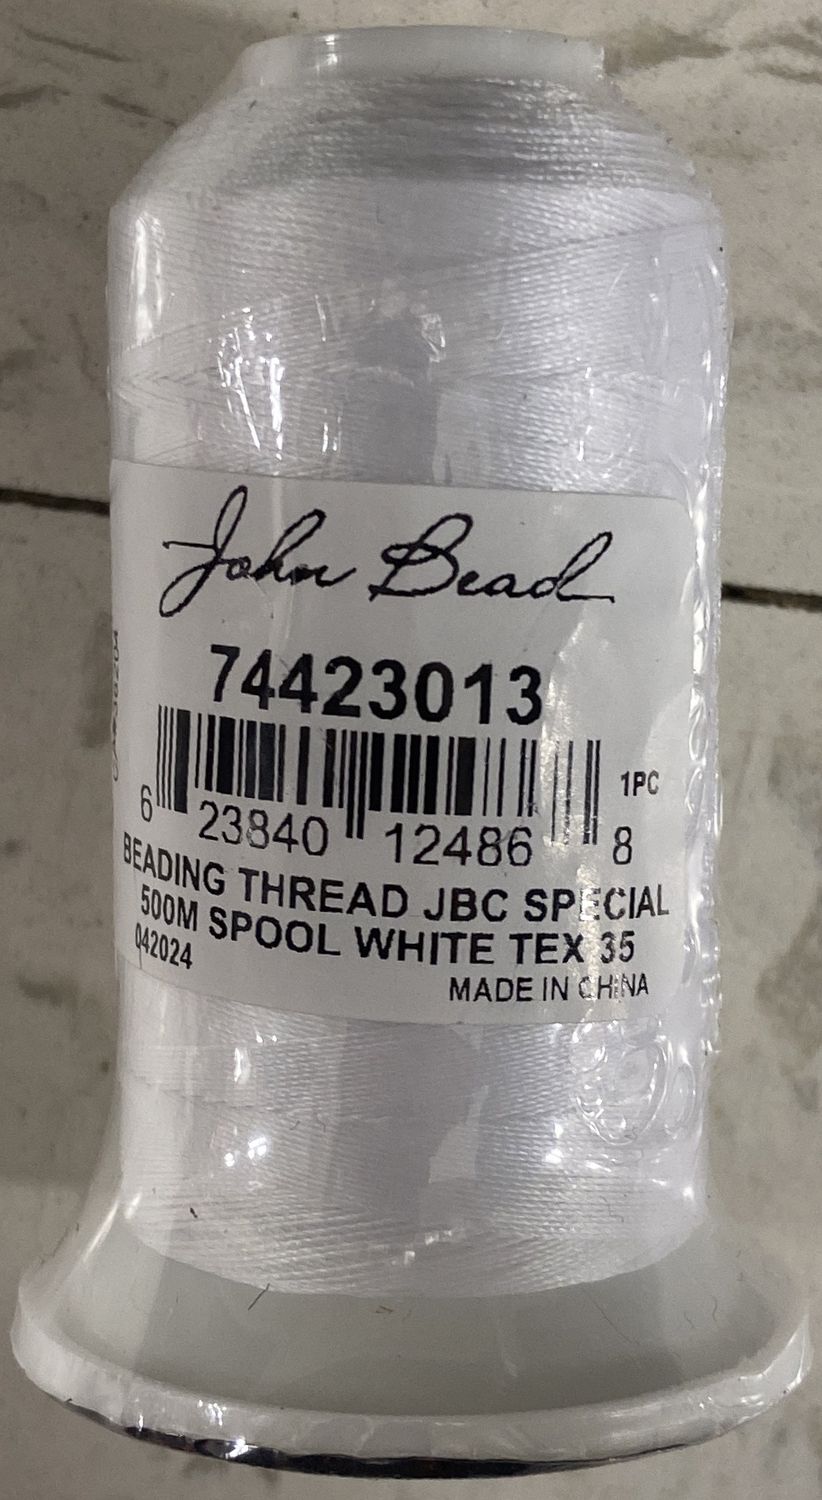 John Bead
74423013
1PC
6 23840 12486 8
BEADING THREAD JBC SPECIAL
500M SPOOL WHITE TEX 35
042024
MADE IN CHINA